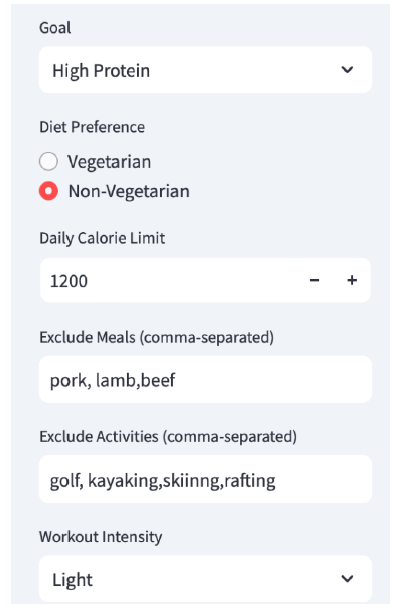 Goal
High Protein
Diet Preference
Vegetarian
Non-Vegetarian
Daily Calorie Limit
1200 − +
Exclude Meals (comma-separated)
pork, lamb,beef
Exclude Activities (comma-separated)
golf, kayaking,skiinng,rafting
Workout Intensity
Light